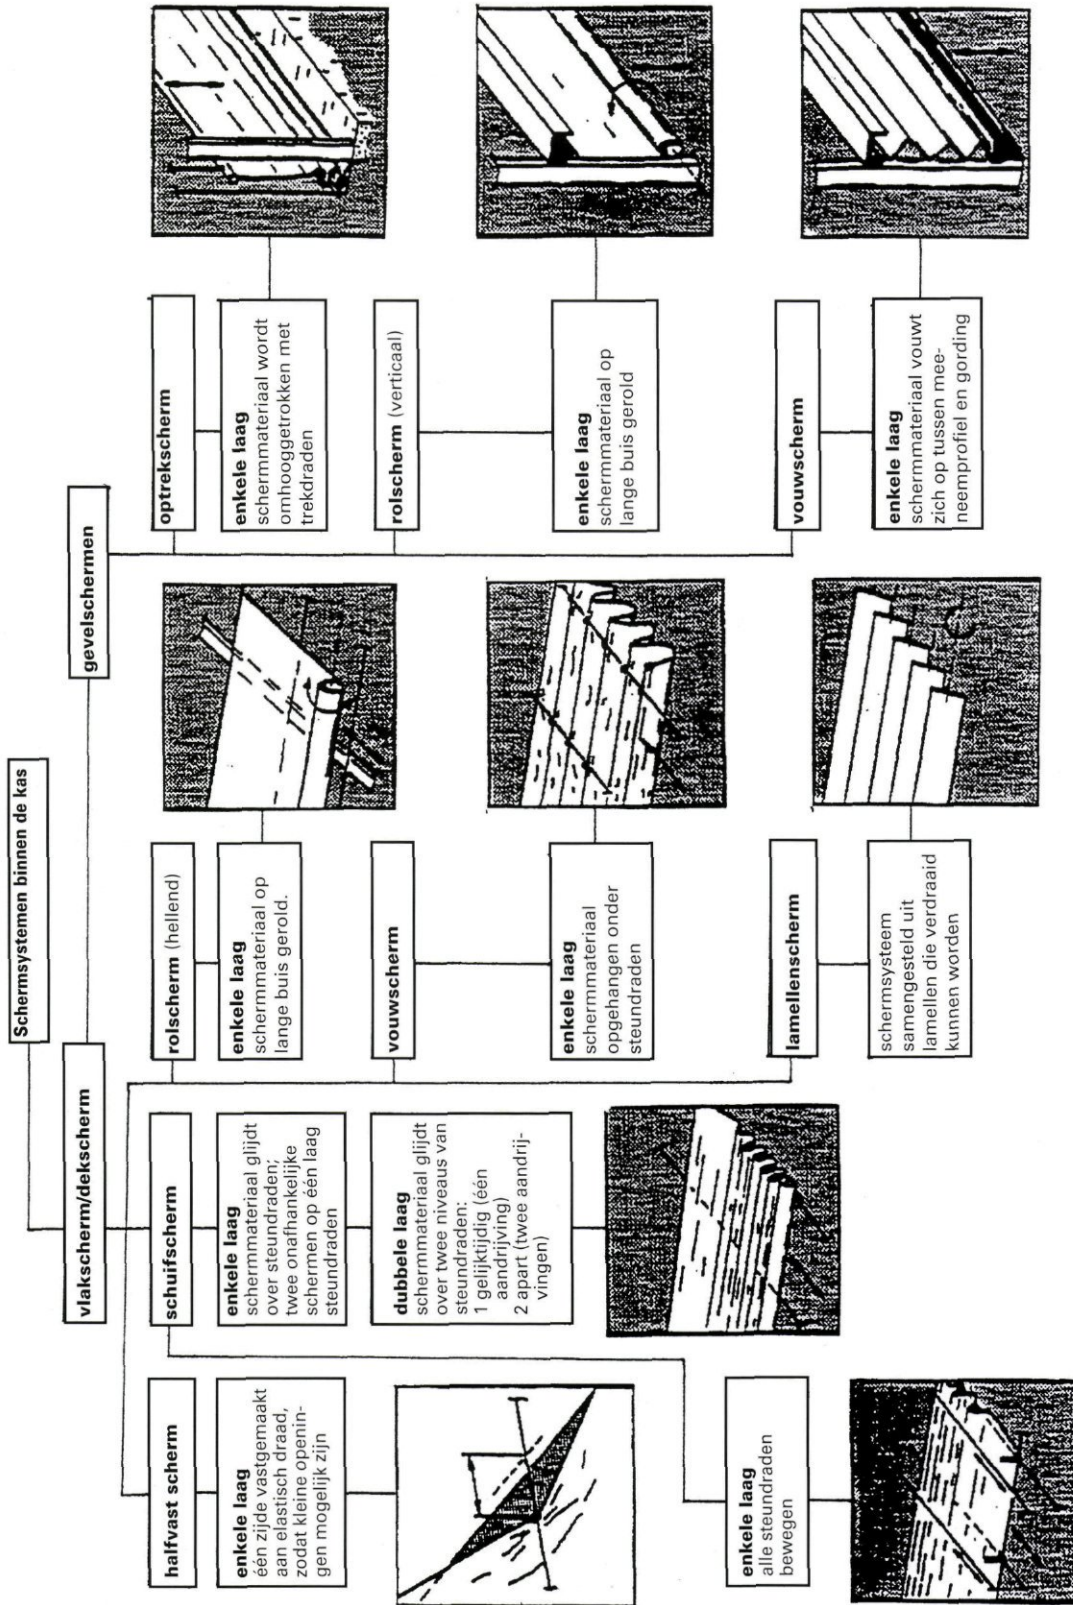 Schermsystemen binnen de kas
vlakscherm/dekscherm
gevelschermen
halfvast scherm
enkele laag
één zijde vastgemaakt
aan elastisch draad,
zodat kleine openin-
gen mogelijk zijn
schuifscherm
enkele laag
schermmateriaal glijdt
over steundraden;
twee onafhankelijke
schermen op één laag
steundraden
dubbele laag
schermmateriaal glijdt
over twee niveaus van
steundraden:
1 gelijktijdig (één
aandrijving)
2 apart (twee aandrij-
vingen)
enkele laag
alle steundraden
bewegen
rolscherm (hellend)
enkele laag
schermmateriaal op
lange buis gerold.
vouwscherm
enkele laag
schermmateriaal
opgehangen onder
steundraden
lamellenscherm
schermsysteem
samengesteld uit
lamellen die verdraaid
kunnen worden
optrekscherm
enkele laag
schermmateriaal wordt
omhooggetrokken met
trekdraden
rolscherm (verticaal)
enkele laag
schermmateriaal op
lange buis gerold
vouwscherm
enkele laag
schermmateriaal vouwt
zich op tussen mee-
neemprofiel en gording